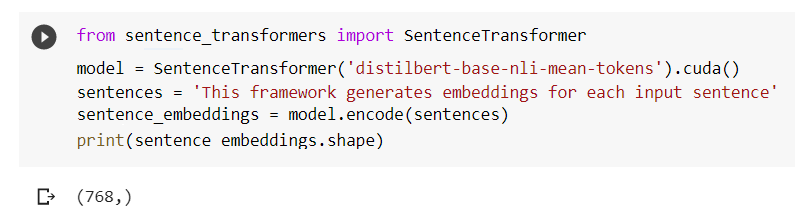 from sentence_transformers import SentenceTransformer
model = SentenceTransformer('distilbert-base-nli-mean-tokens').cuda()
sentences = 'This framework generates embeddings for each input sentence'
sentence_embeddings = model.encode(sentences)
print(sentence embeddings.shape)
(768,)